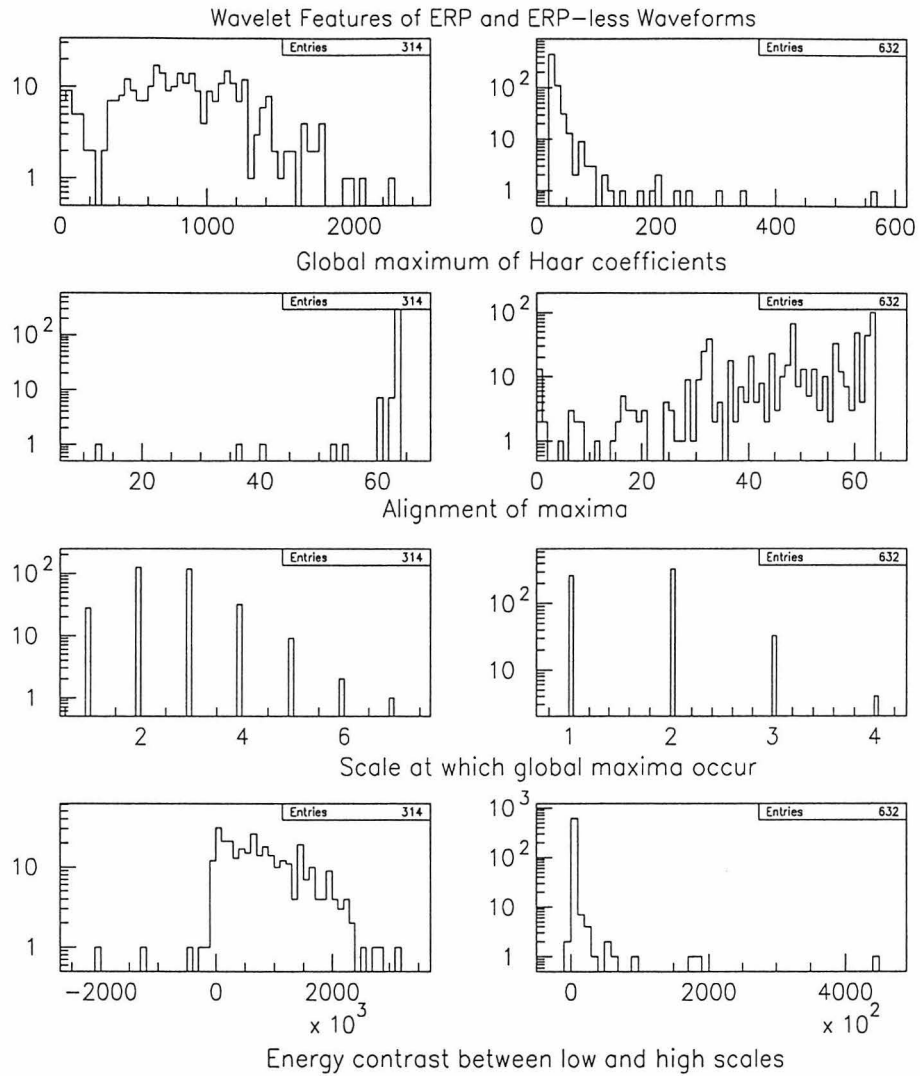 Wavelet Features of ERP and ERP-less Waveforms
Entries 314
10
1
0 1000 2000
Entries 632
10^2
10
1
0 200 400 600
Global maximum of Haar coefficients
Entries 314
10^2
10
1
20 40 60
Entries 632
10^2
10
1
0 20 40 60
Alignment of maxima
Entries 314
10^2
10
1
2 4 6
Entries 632
10^2
10
1 2 3 4
Scale at which global maxima occur
Entries 314
10
1
-2000 0 2000
x 10^3
Entries 632
10^3
10^2
10
1
0 2000 4000
x 10^2
Energy contrast between low and high scales